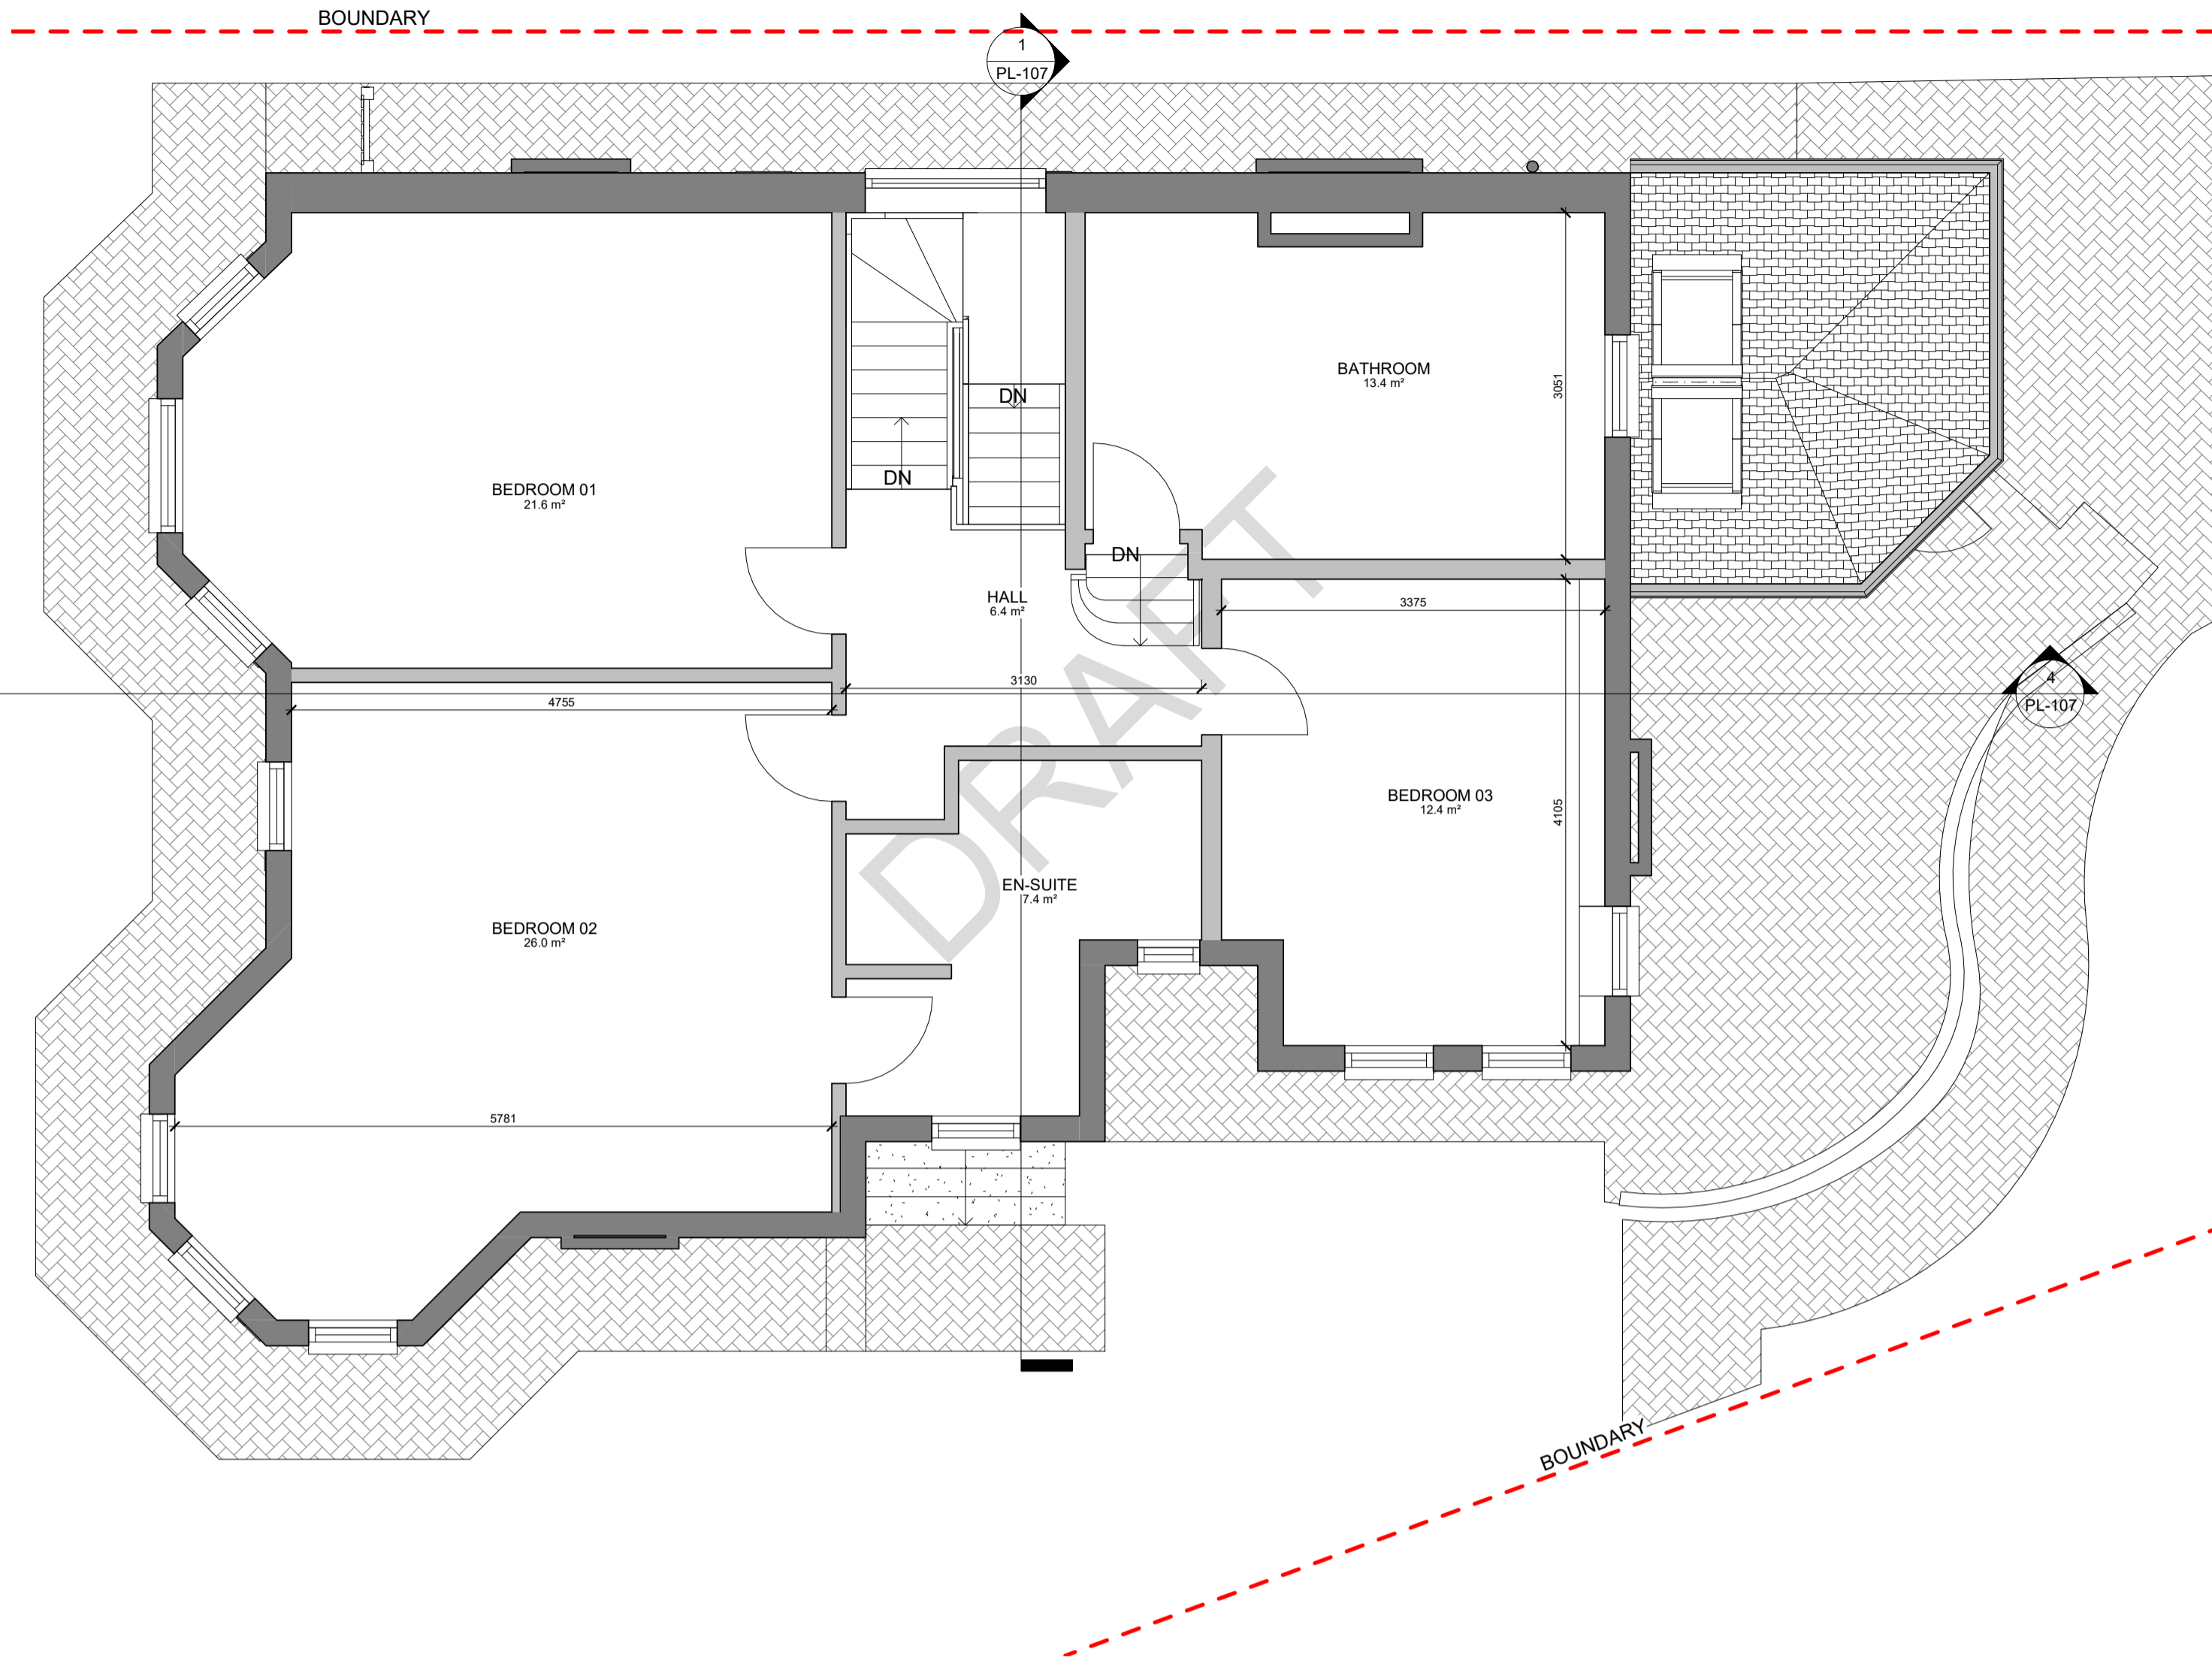 BOUNDARY
1
PL-107
BATHROOM
13.4 m²
3051
DN
DN
BEDROOM 01
21.6 m²
DN
HALL
6.4 m²
3375
3130
4
PL-107
4755
DRAFT
BEDROOM 03
12.4 m²
4105
EN-SUITE
7.4 m²
BEDROOM 02
26.0 m²
5781
BOUNDARY